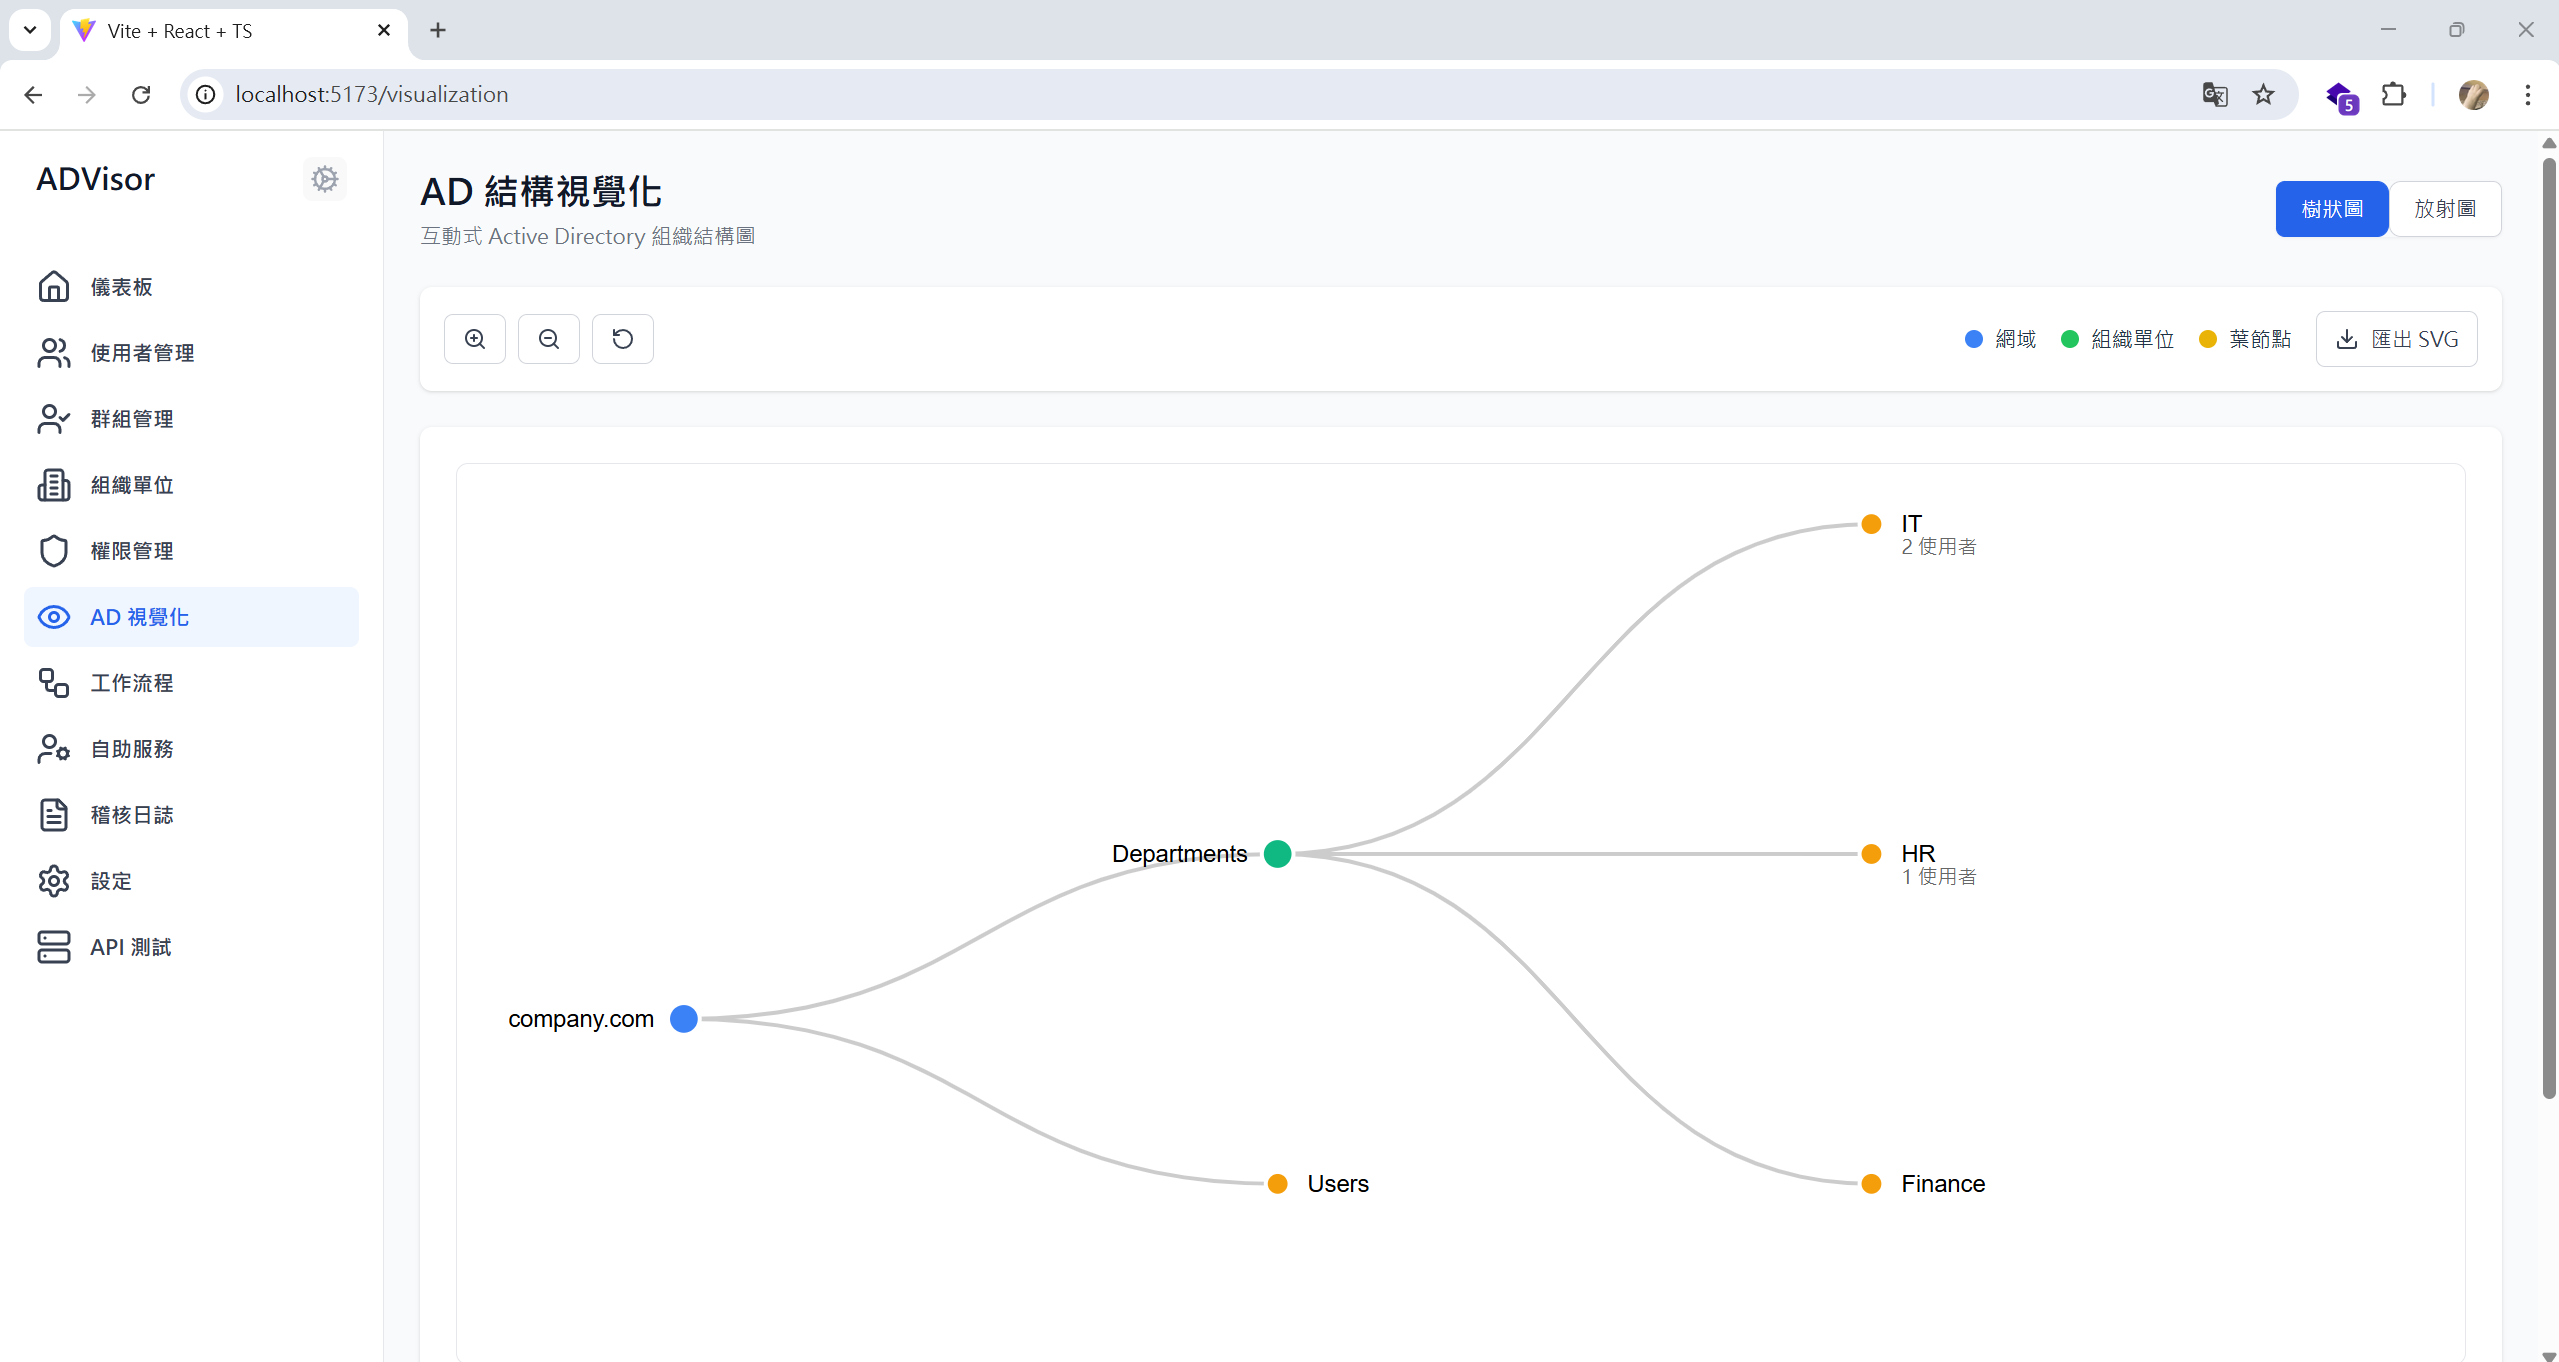 Vite + React + TS
localhost:5173/visualization
5
ADVisor
儀表板
使用者管理
群組管理
組織單位
權限管理
AD 視覺化
工作流程
自助服務
稽核日誌
設定
API 測試
AD 結構視覺化
互動式 Active Directory 組織結構圖
樹狀圖
放射圖
網域
組織單位
葉節點
匯出 SVG
IT
2 使用者
Departments
HR
1 使用者
company.com
Users
Finance